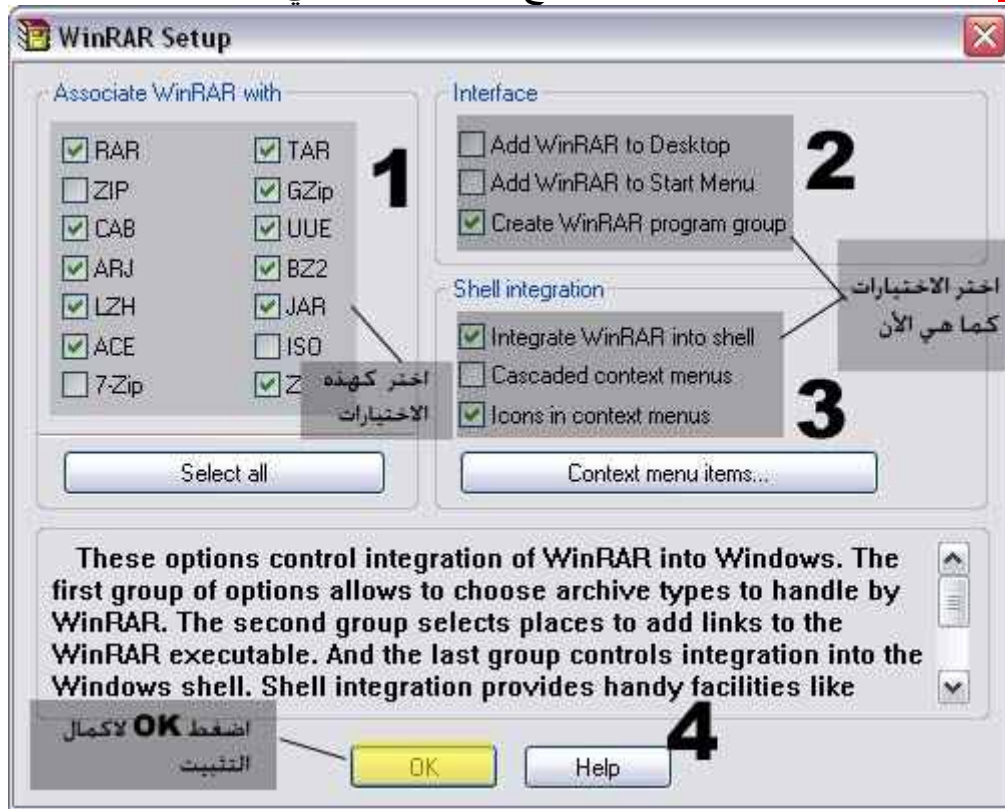 WinRAR Setup
Associate WinRAR with
RAR
ZIP
CAB
ARJ
LZH
ACE
7-Zip
TAR
GZip
UUE
BZ2
JAR
ISO
Z
1
اختر كهذه
الاختيارات
Select all
Interface
Add WinRAR to Desktop
Add WinRAR to Start Menu
Create WinRAR program group
2
اختر الاختيارات
كما هي الأن
Shell integration
Integrate WinRAR into shell
Cascaded context menus
Icons in context menus
3
Context menu items...
These options control integration of WinRAR into Windows. The
first group of options allows to choose archive types to handle by
WinRAR. The second group selects places to add links to the
WinRAR executable. And the last group controls integration into the
Windows shell. Shell integration provides handy facilities like
4
اضغط OK لاكمال
التثبيت
OK
Help